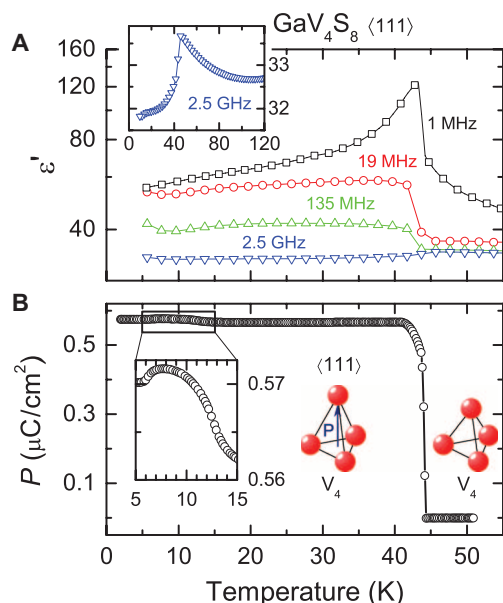 GaV₄S₈ ⟨111⟩
A
160
120
80
40
ε'
33
32
0 40 80 120
2.5 GHz
1 MHz
19 MHz
135 MHz
2.5 GHz
B
0.5
0.3
0.1
P (μC/cm²)
0.57
0.56
5 10 15
⟨111⟩
P
V₄
V₄
0 10 20 30 40 50
Temperature (K)